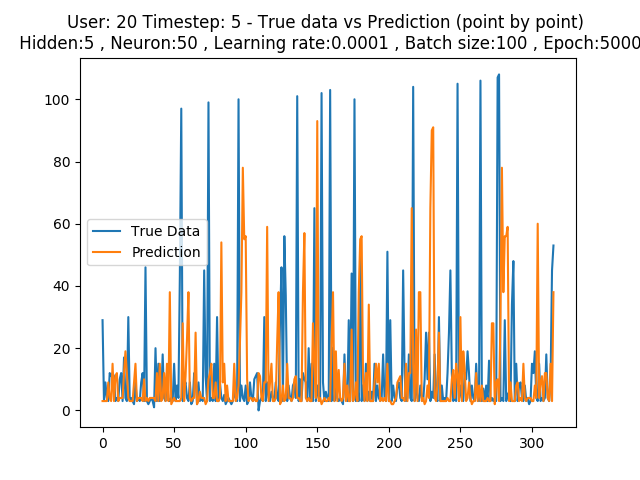 User: 20 Timestep: 5 - True data vs Prediction (point by point)
Hidden:5 , Neuron:50 , Learning rate:0.0001 , Batch size:100 , Epoch:5000
100
80
60
40
20
0
True Data
Prediction
0 50 100 150 200 250 300